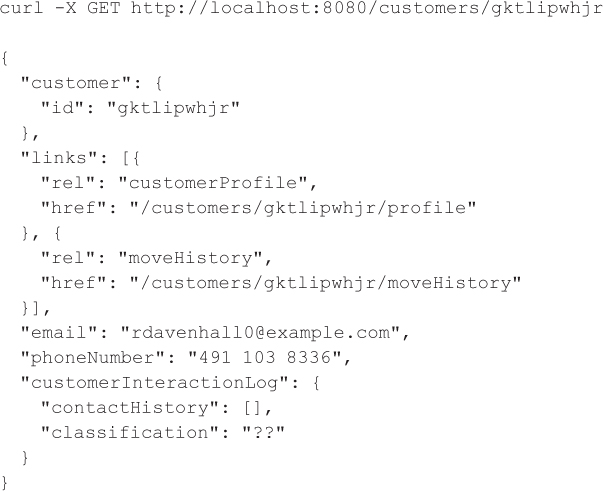 curl -X GET http://localhost:8080/customers/gktlipwhjr
{
"customer": {
"id": "gktlipwhjr"
},
"links": [{
"rel": "customerProfile",
"href": "/customers/gktlipwhjr/profile"
}, {
"rel": "moveHistory",
"href": "/customers/gktlipwhjr/moveHistory"
}],
"email": "rdavenhall0@example.com",
"phoneNumber": "491 103 8336",
"customerInteractionLog": {
"contactHistory": [],
"classification": "??"
}
}